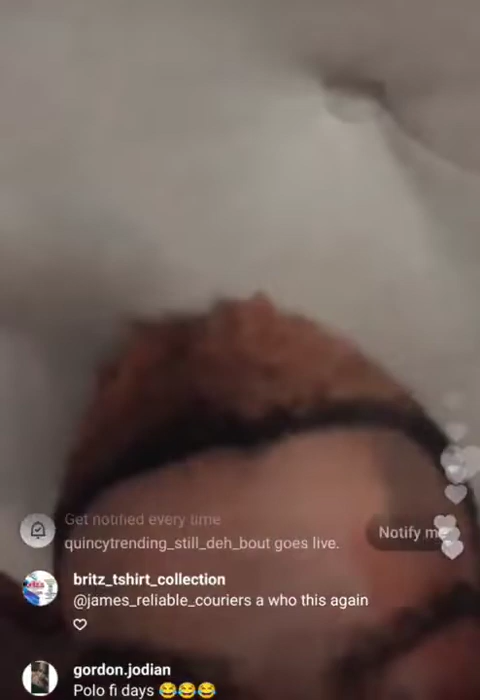 Get notified every time
quincytrending_still_deh_bout goes live.
Notify me
britz_tshirt_collection
@james_reliable_couriers a who this again
gordon.jodian
Polo fi days 😂😂😂